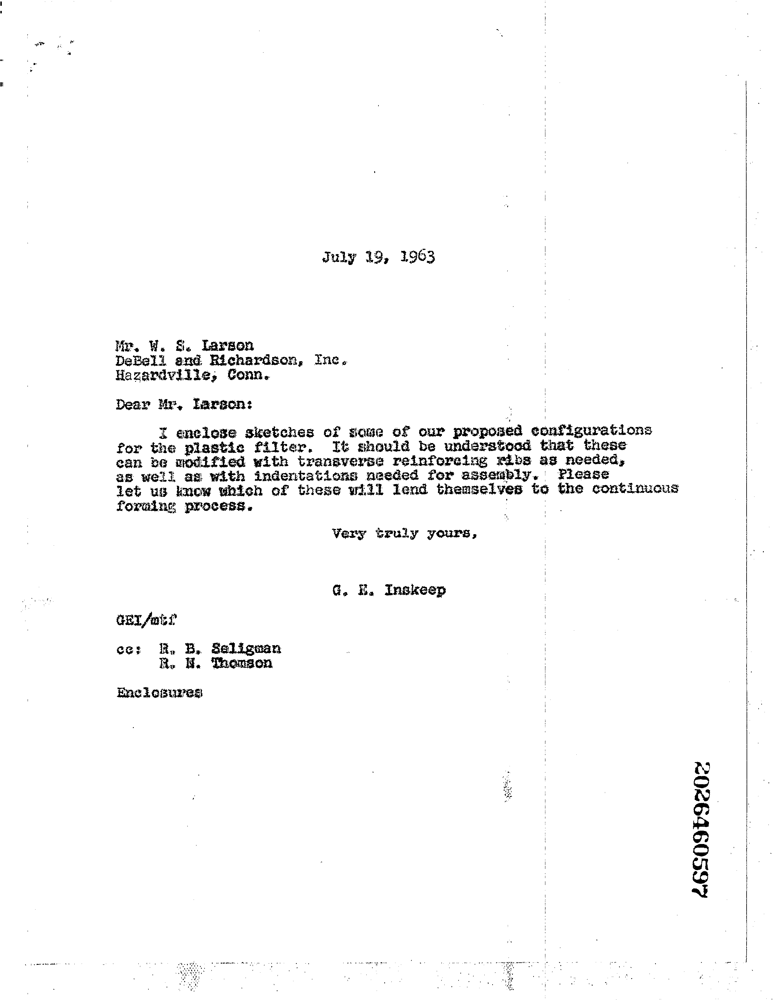 July 19, 1963
Mr. W. S. Larson
DeBell and Richardson, Inc.
Hazardville, Conn.
Dear Mr. Larson:
I enclose sketches of some of our proposed configurations
for the plastic filter. It should be understood that these
can be modified with transverse reinforcing ribs as needed,
as well as with indentations needed for assembly. Please
let us know which of these will lend themselves to the continuous
forming process.
Very truly yours,
G. E. Inskeep
GEI/mtf
cc: R. B. Seligman
R. N. Thomson
Enclosures
2026460597